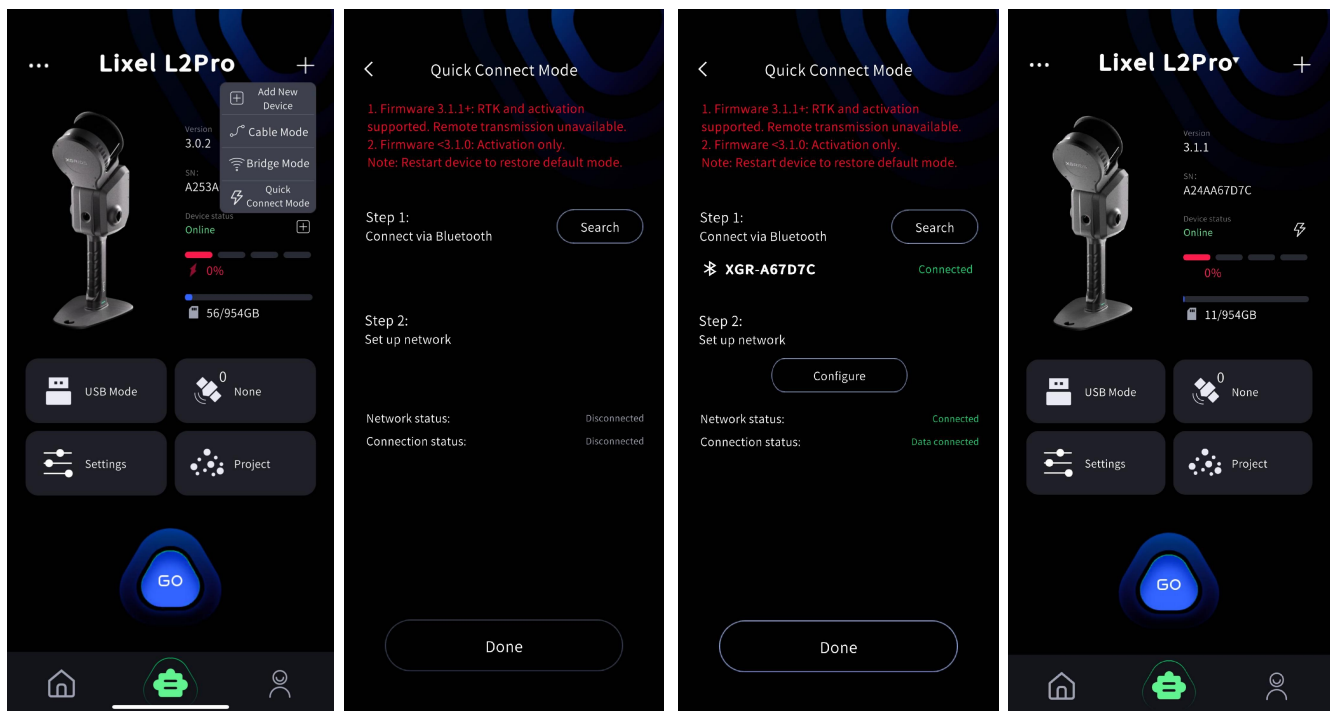 Lixel L2Pro
Add New
Device
Cable Mode
Bridge Mode
Quick
Connect Mode
Version
3.0.2
SN:
A253A
Device status
Online
0%
56/954GB
USB Mode
0
None
Settings
Project
GO
Quick Connect Mode
1. Firmware 3.1.1+: RTK and activation
supported. Remote transmission unavailable.
2. Firmware <3.1.0: Activation only.
Note: Restart device to restore default mode.
Step 1:
Connect via Bluetooth
Search
Step 2:
Set up network
Network status:
Disconnected
Connection status:
Disconnected
Done
Quick Connect Mode
1. Firmware 3.1.1+: RTK and activation
supported. Remote transmission unavailable.
2. Firmware <3.1.0: Activation only.
Note: Restart device to restore default mode.
Step 1:
Connect via Bluetooth
Search
XGR-A67D7C
Connected
Step 2:
Set up network
Configure
Network status:
Connected
Connection status:
Data connected
Done
Lixel L2Pro
Version
3.1.1
SN:
A24AA67D7C
Device status
Online
0%
11/954GB
USB Mode
0
None
Settings
Project
GO